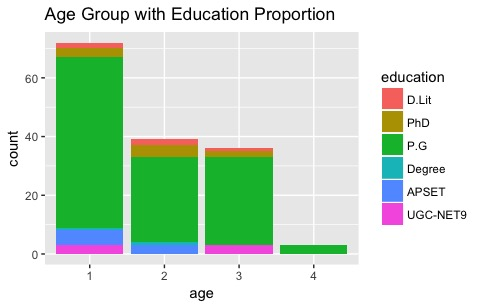 Age Group with Education Proportion
count
60
40
20
0
1 2 3 4
age
education
D.Lit
PhD
P.G
Degree
APSET
UGC-NET9